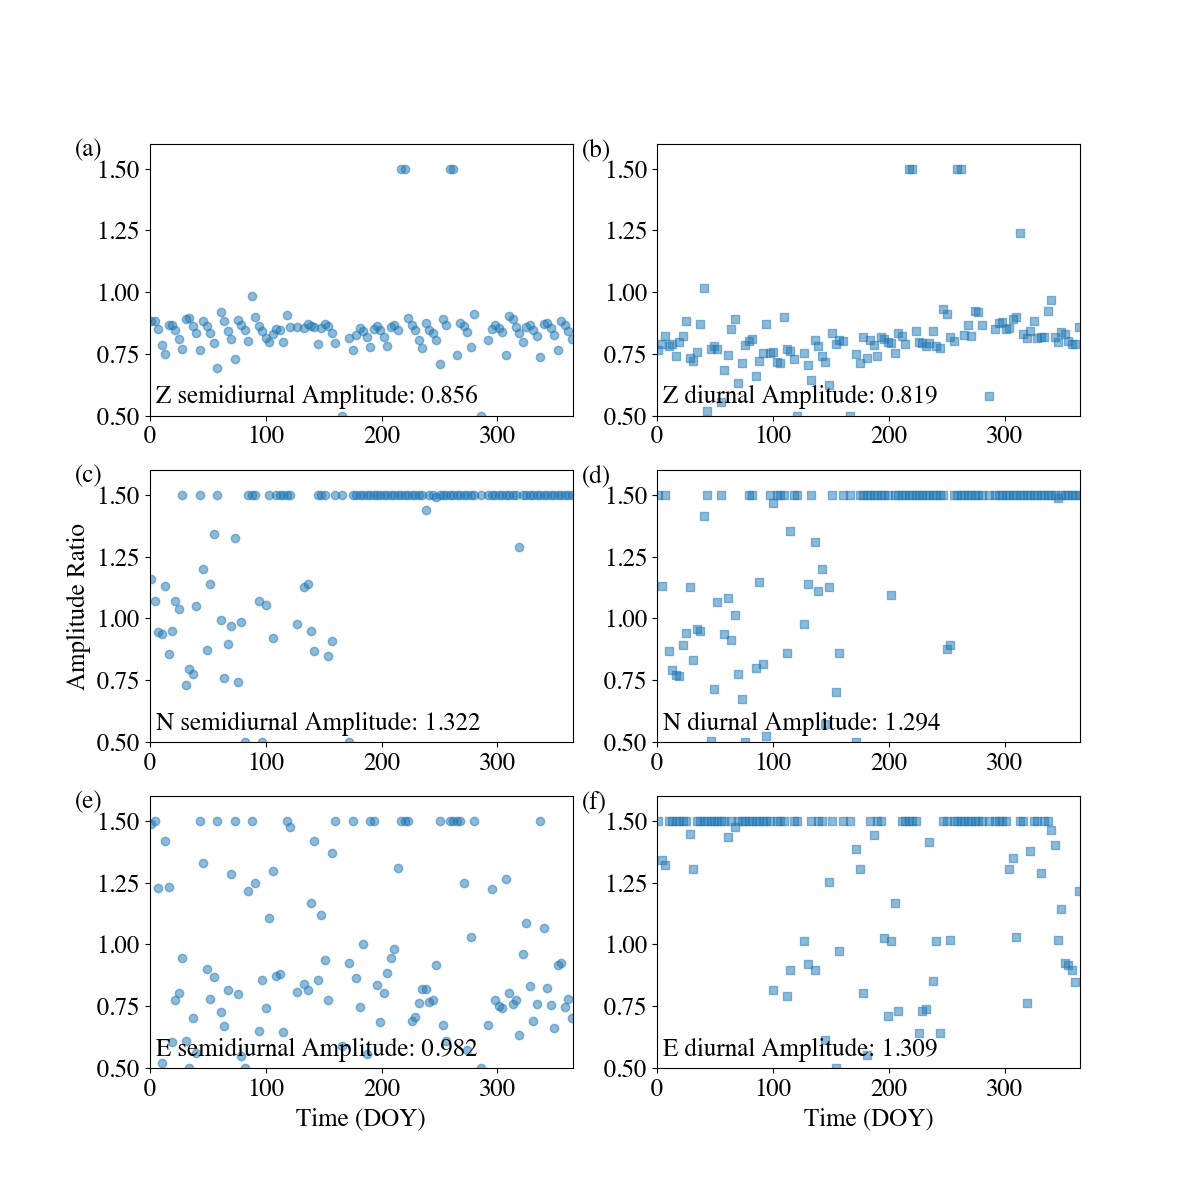 (a)
1.50
1.25
1.00
0.75
0.50
Z semidiurnal Amplitude: 0.856
0 100 200 300
(b)
1.50
1.25
1.00
0.75
0.50
Z diurnal Amplitude: 0.819
0 100 200 300
(c)
Amplitude Ratio
1.50
1.25
1.00
0.75
0.50
N semidiurnal Amplitude: 1.322
0 100 200 300
(d)
1.50
1.25
1.00
0.75
0.50
N diurnal Amplitude: 1.294
0 100 200 300
(e)
1.50
1.25
1.00
0.75
0.50
E semidiurnal Amplitude: 0.982
0 100 200 300
Time (DOY)
(f)
1.50
1.25
1.00
0.75
0.50
E diurnal Amplitude: 1.309
0 100 200 300
Time (DOY)